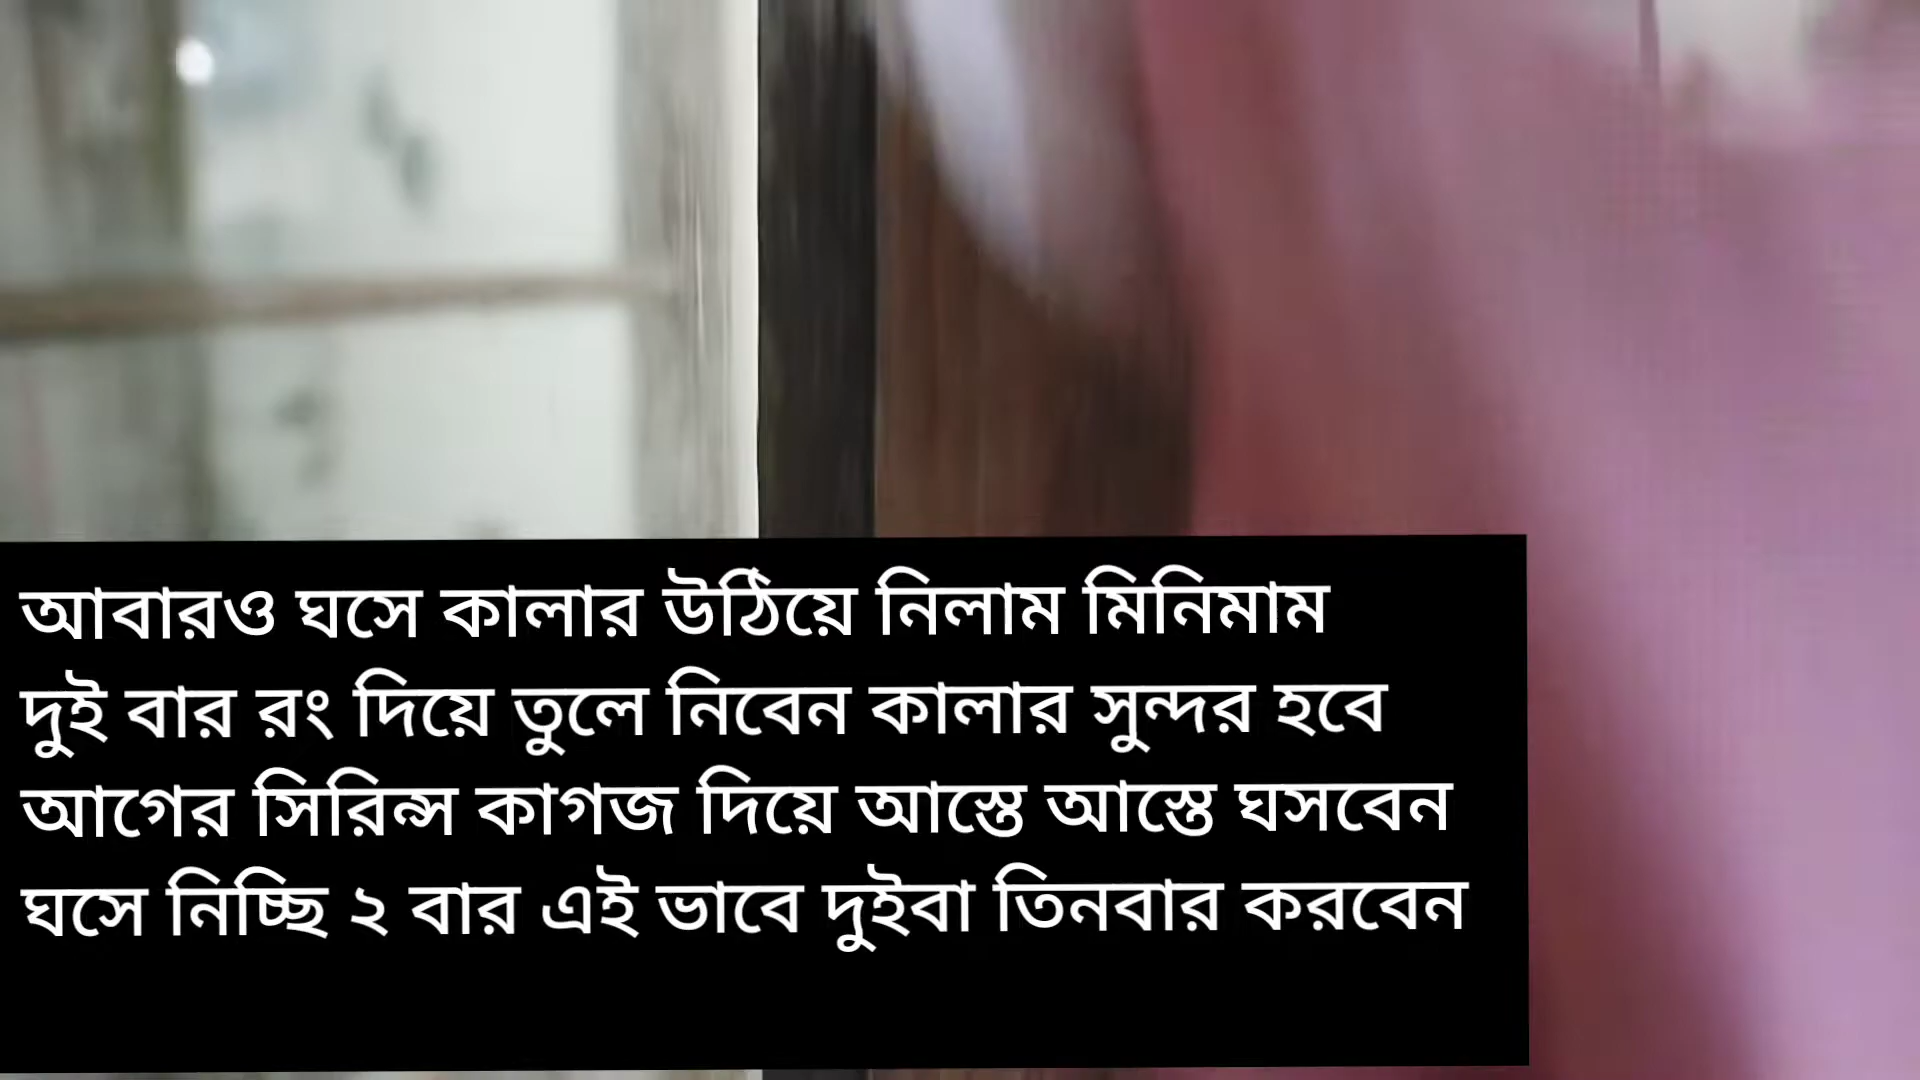 আবারও ঘসে কালার উঠিয়ে নিলাম মিনিমাম
দুই বার রং দিয়ে তুলে নিবেন কালার সুন্দর হবে
আগের সিরিন্স কাগজ দিয়ে আস্তে আস্তে ঘসবেন
ঘসে নিচ্ছি ২ বার এই ভাবে দুইবা তিনবার করবেন